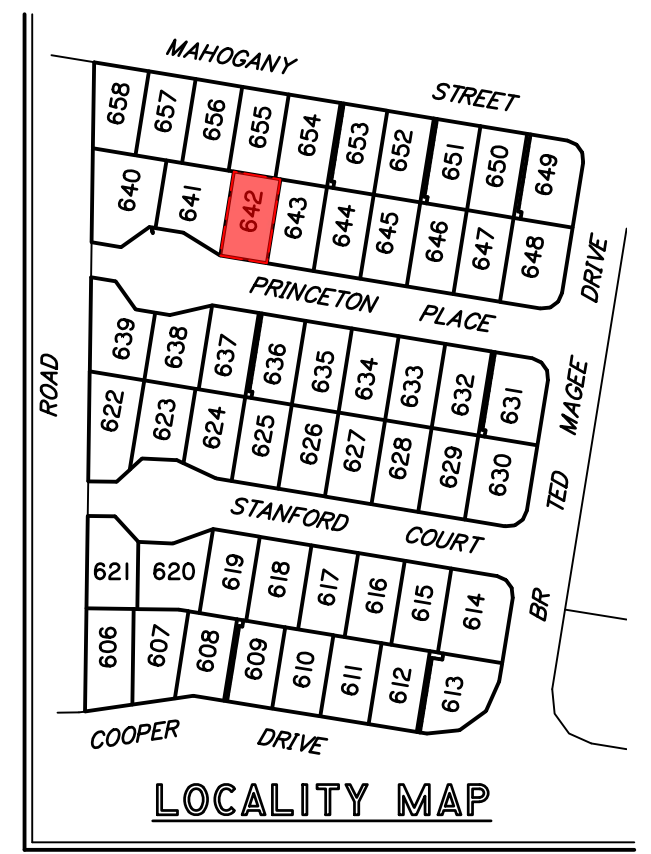 MAHOGANY STREET
658 657 656 655 654 653 652 651 650 649
640 641 642 643 644 645 646 647 648
PRINCETON PLACE
DRIVE
639 638 637 636 635 634 633 632 631
ROAD
MAGEE
622 623 624 625 626 627 628 629 630
TED
STANFORD COURT
621 620 619 618 617 616 615 614
BR
606 607 608 609 610 611 612 613
COOPER DRIVE
LOCALITY MAP